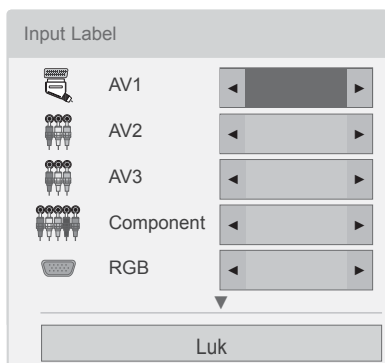 Input Label
AV1
AV2
AV3
Component
RGB
Luk